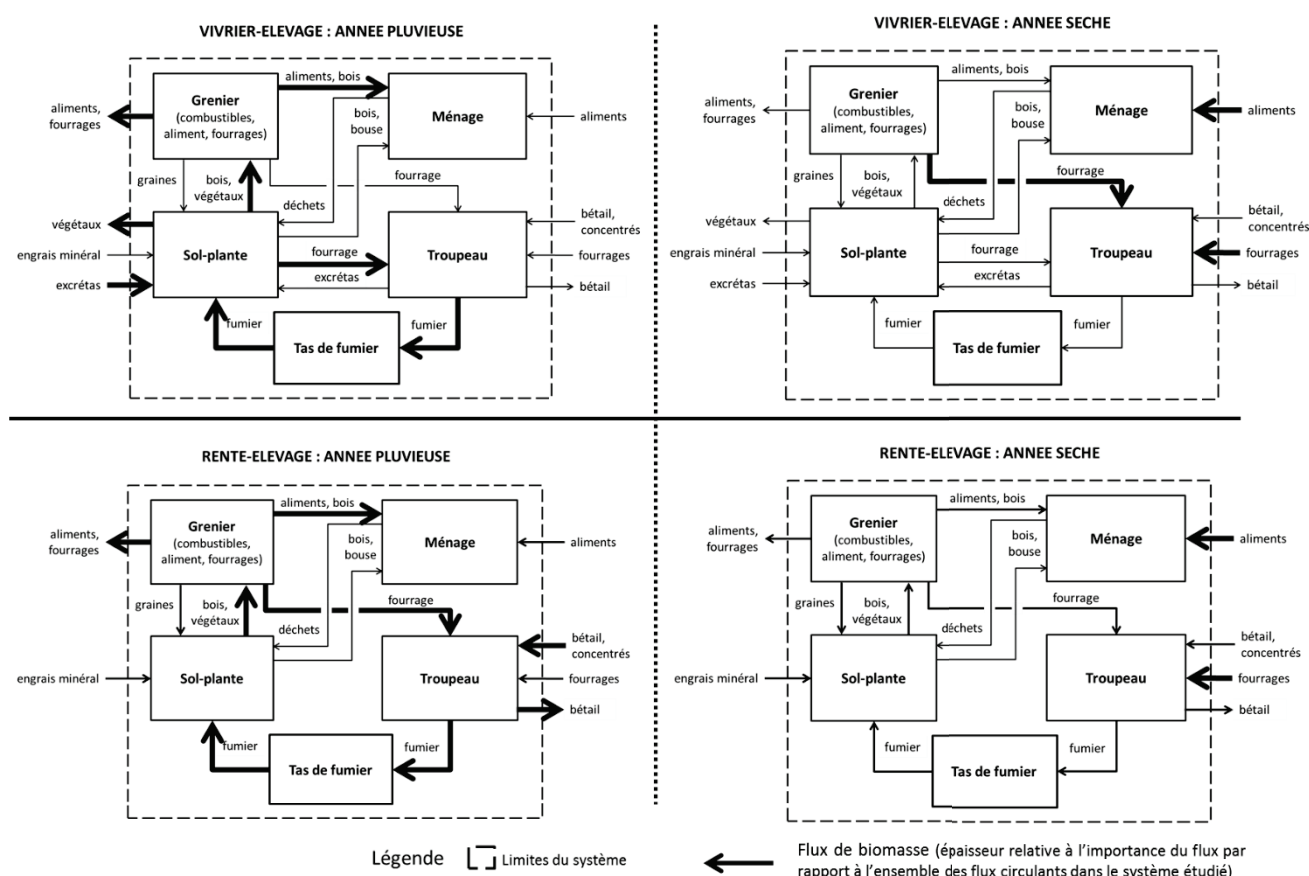 VIVRIER-ELEVAGE : ANNEE PLUVIEUSE
aliments, bois
Grenier
(combustibles,
aliment, fourrages)
Ménage
aliments,
fourrages
bois,
bouse
aliments
graines
bois,
végétaux
fourrage
déchets
végétaux
engrais minéral
excrétas
Sol-plante
fourrage
excrétas
Troupeau
bétail,
concentrés
fourrages
bétail
fumier
Tas de fumier
fumier
VIVRIER-ELEVAGE : ANNEE SECHE
aliments, bois
Grenier
(combustibles,
aliment, fourrages)
Ménage
aliments,
fourrages
bois,
bouse
aliments
graines
bois,
végétaux
fourrage
déchets
végétaux
engrais minéral
excrétas
Sol-plante
fourrage
excrétas
Troupeau
bétail,
concentrés
fourrages
bétail
fumier
Tas de fumier
fumier
RENTE-ELEVAGE : ANNEE PLUVIEUSE
aliments, bois
Grenier
(combustibles,
aliment, fourrages)
Ménage
aliments,
fourrages
bois,
bouse
aliments
graines
bois,
végétaux
fourrage
déchets
engrais minéral
Sol-plante
Troupeau
bétail,
concentrés
fourrages
bétail
fumier
Tas de fumier
fumier
RENTE-ELEVAGE : ANNEE SECHE
aliments, bois
Grenier
(combustibles,
aliment, fourrages)
Ménage
aliments,
fourrages
bois,
bouse
aliments
graines
bois,
végétaux
fourrage
déchets
engrais minéral
Sol-plante
Troupeau
bétail,
concentrés
fourrages
bétail
fumier
Tas de fumier
fumier
Légende
Limites du système
Flux de biomasse (épaisseur relative à l'importance du flux par
rapport à l'ensemble des flux circulants dans le système étudié)